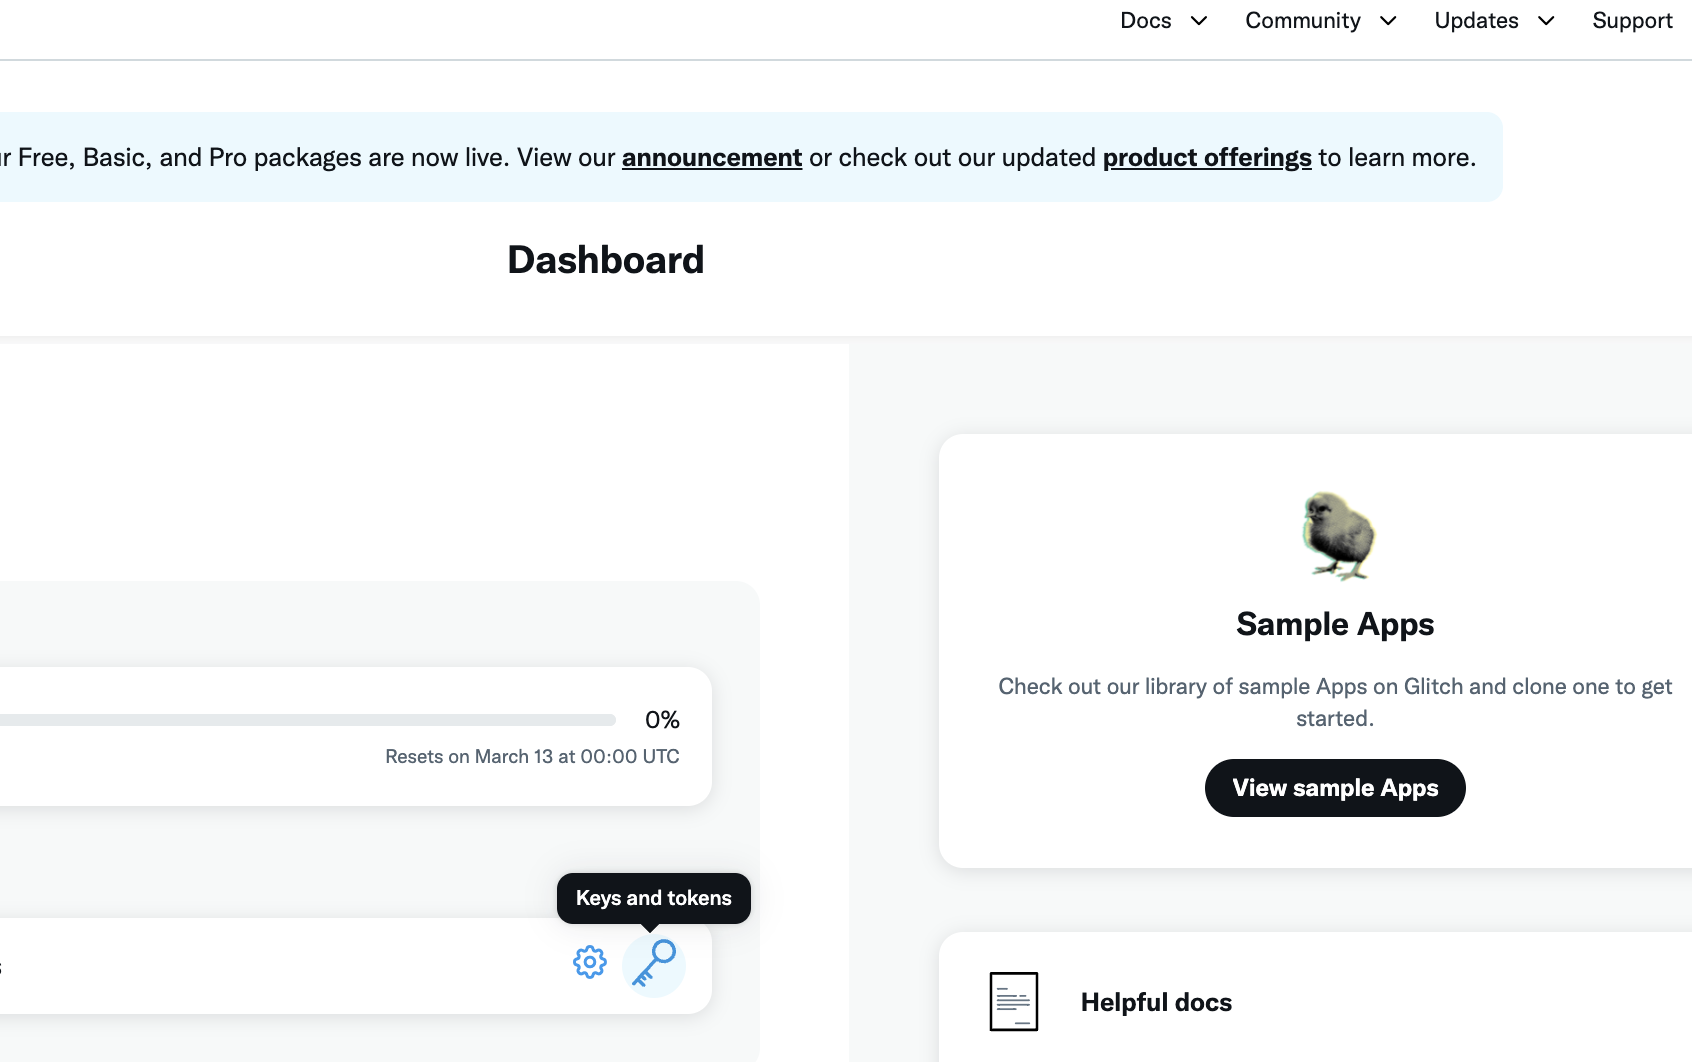 Docs Community Updates Support
Free, Basic, and Pro packages are now live. View our announcement or check out our updated product offerings to learn more.
Dashboard
0%
Resets on March 13 at 00:00 UTC
Keys and tokens
Sample Apps
Check out our library of sample Apps on Glitch and clone one to get
started.
View sample Apps
Helpful docs